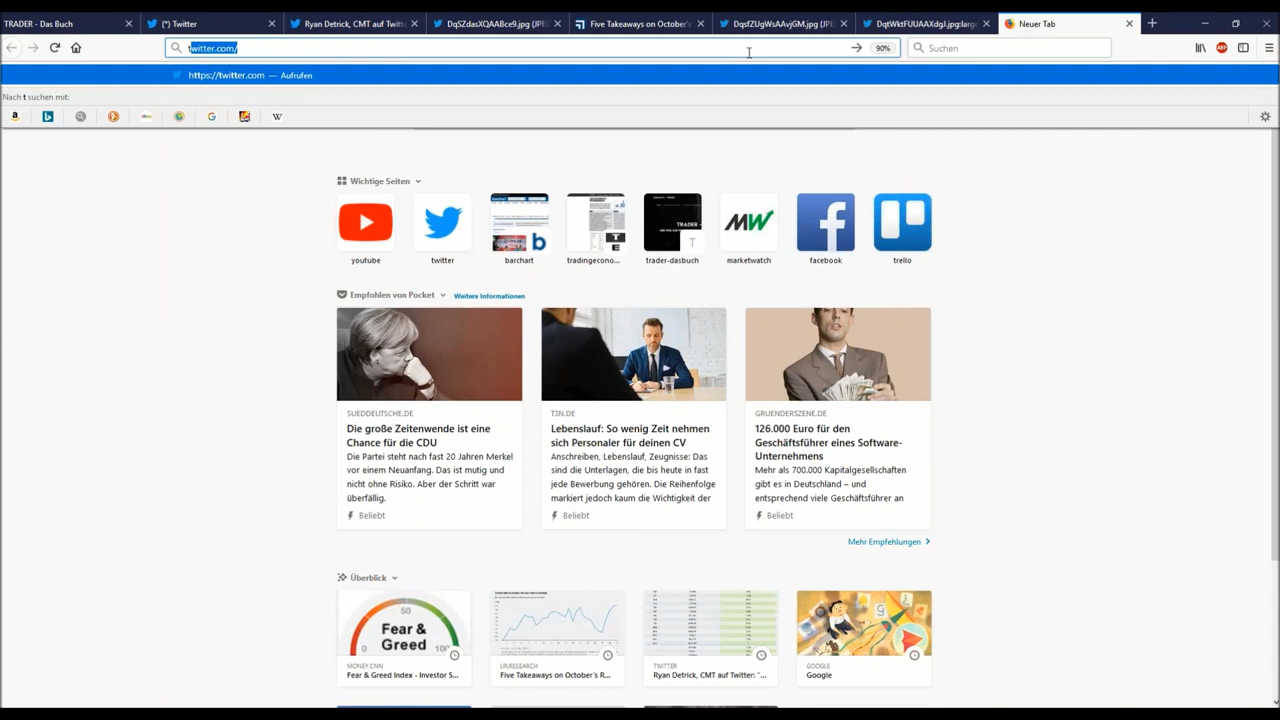 TRADER - Das Buch
(*) Twitter
Ryan Detrick, CMT auf Twitte
DqSZdasXQAABce9.jpg (JPE
Five Takeaways on October's
DqsfZUgWsAAvjGM.jpg (JPE
DqtWktFUUAAXdgJ.jpg:large
Neuer Tab
twitter.com/
90%
Suchen
https://twitter.com — Aufrufen
Nach t suchen mit:
Wichtige Seiten
youtube
twitter
barchart
tradingecono...
trader-dasbuch
marketwatch
facebook
trello
Empfohlen von Pocket
Weitere Informationen
SUEDDEUTSCHE.DE
Die große Zeitenwende ist eine
Chance für die CDU
Die Partei steht nach fast 20 Jahren Merkel
vor einem Neuanfang. Das ist mutig und
nicht ohne Risiko. Aber der Schritt war
überfällig.
Beliebt
T3N.DE
Lebenslauf: So wenig Zeit nehmen
sich Personaler für deinen CV
Anschreiben, Lebenslauf, Zeugnisse: Das
sind die Unterlagen, die bis heute in fast
jede Bewerbung gehören. Die Reihenfolge
markiert jedoch kaum die Wichtigkeit der
Beliebt
GRUENDERSZENE.DE
126.000 Euro für den
Geschäftsführer eines Software-
Unternehmens
Mehr als 700.000 Kapitalgesellschaften
gibt es in Deutschland – und
entsprechend viele Geschäftsführer an
Beliebt
Mehr Empfehlungen
Überblick
50
Fear &
Greed
0
100
MONEY.CNN
Fear & Greed Index - Investor S...
LPLRESEARCH
Five Takeaways on October's R...
TWITTER
Ryan Detrick, CMT auf Twitter: "...
GOOGLE
Google